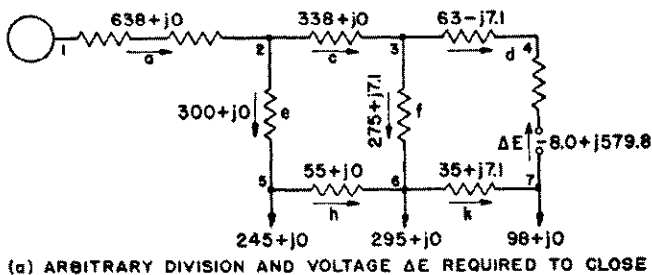 638+j0 338+j0 63-j7.1
1 a 2 c 3 d 4
300+j0 e 275+j7.1 f
ΔE -8.0+j579.8
55+j0 35+j7.1
5 h 6 k 7
245+j0 295+j0 98+j0
(a) ARBITRARY DIVISION AND VOLTAGE ΔE REQUIRED TO CLOSE